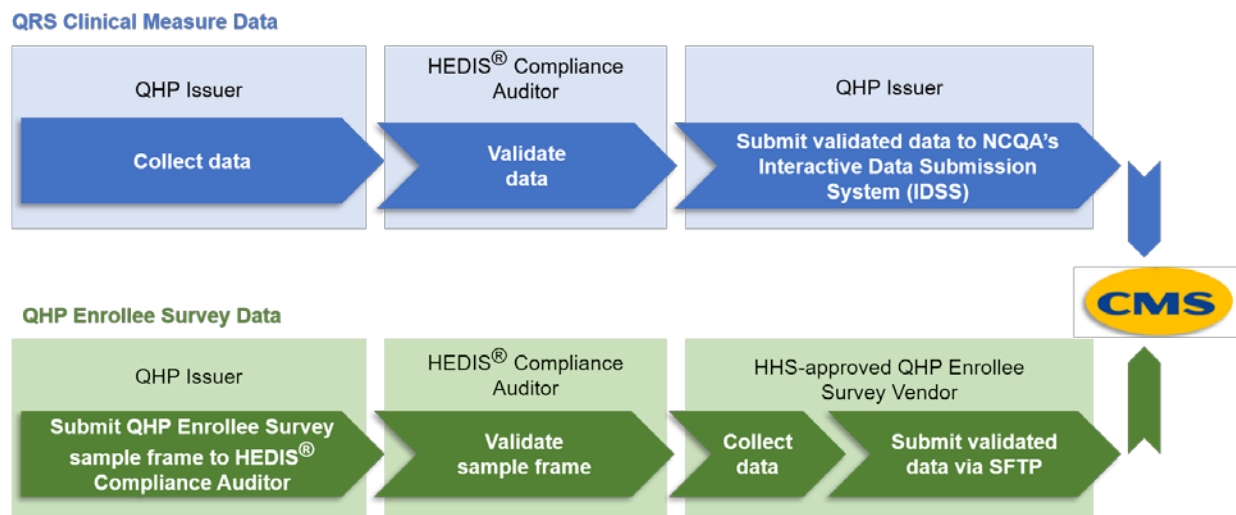 QRS Clinical Measure Data
QHP Issuer
Collect data
HEDIS® Compliance
Auditor
Validate
data
QHP Issuer
Submit validated data to NCQA's
Interactive Data Submission
System (IDSS)
CMS
QHP Enrollee Survey Data
QHP Issuer
Submit QHP Enrollee Survey
sample frame to HEDIS®
Compliance Auditor
HEDIS® Compliance
Auditor
Validate
sample frame
HHS-approved QHP Enrollee
Survey Vendor
Collect
data
Submit validated
data via SFTP